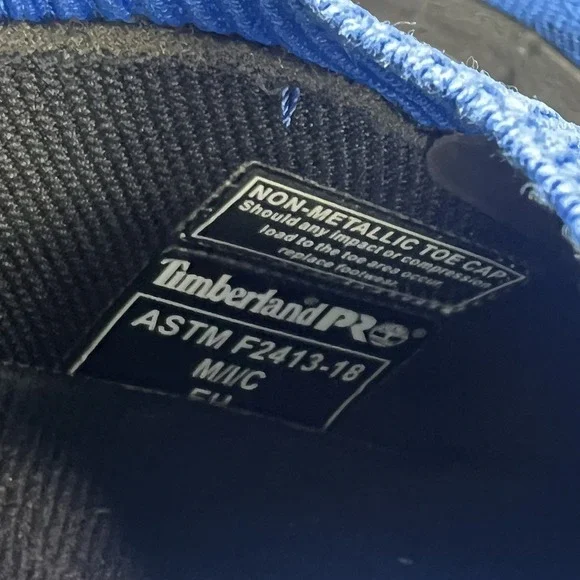 NON-METALLIC TOE CAP
Should any impact or compression
load to the toe area occur,
replace footwear.
Timberland PRO
ASTM F2413-18
M/I/C
EH